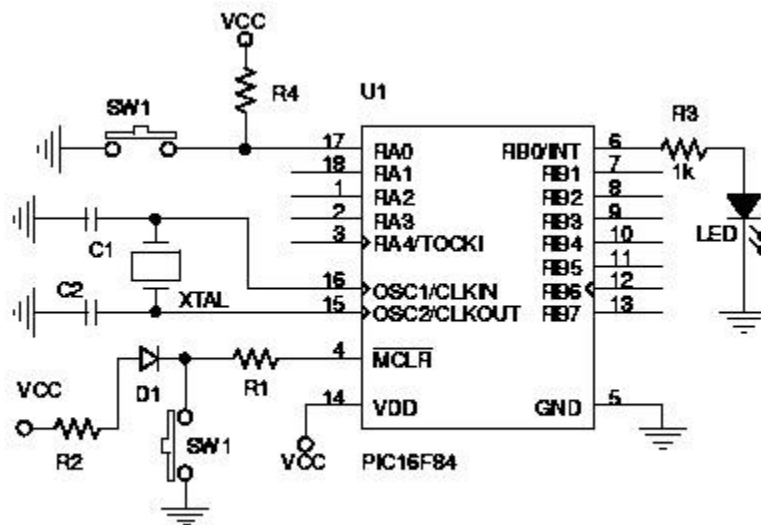 VCC
R4
SW1
U1
R3
1k
17 RA0
18 RA1
1 RA2
2 RA3
3 RA4/TOCKI
16 OSC1/CLKIN
15 OSC2/CLKOUT
4 MCLR
14 VDD
RB0/INT 6
RB1 7
RB2 8
RB3 9
RB4 10
RB5 11
RB6 12
RB7 13
GND 5
LED
C1
C2
XTAL
D1
R1
VCC
R2
SW1
VCC
PIC16F84